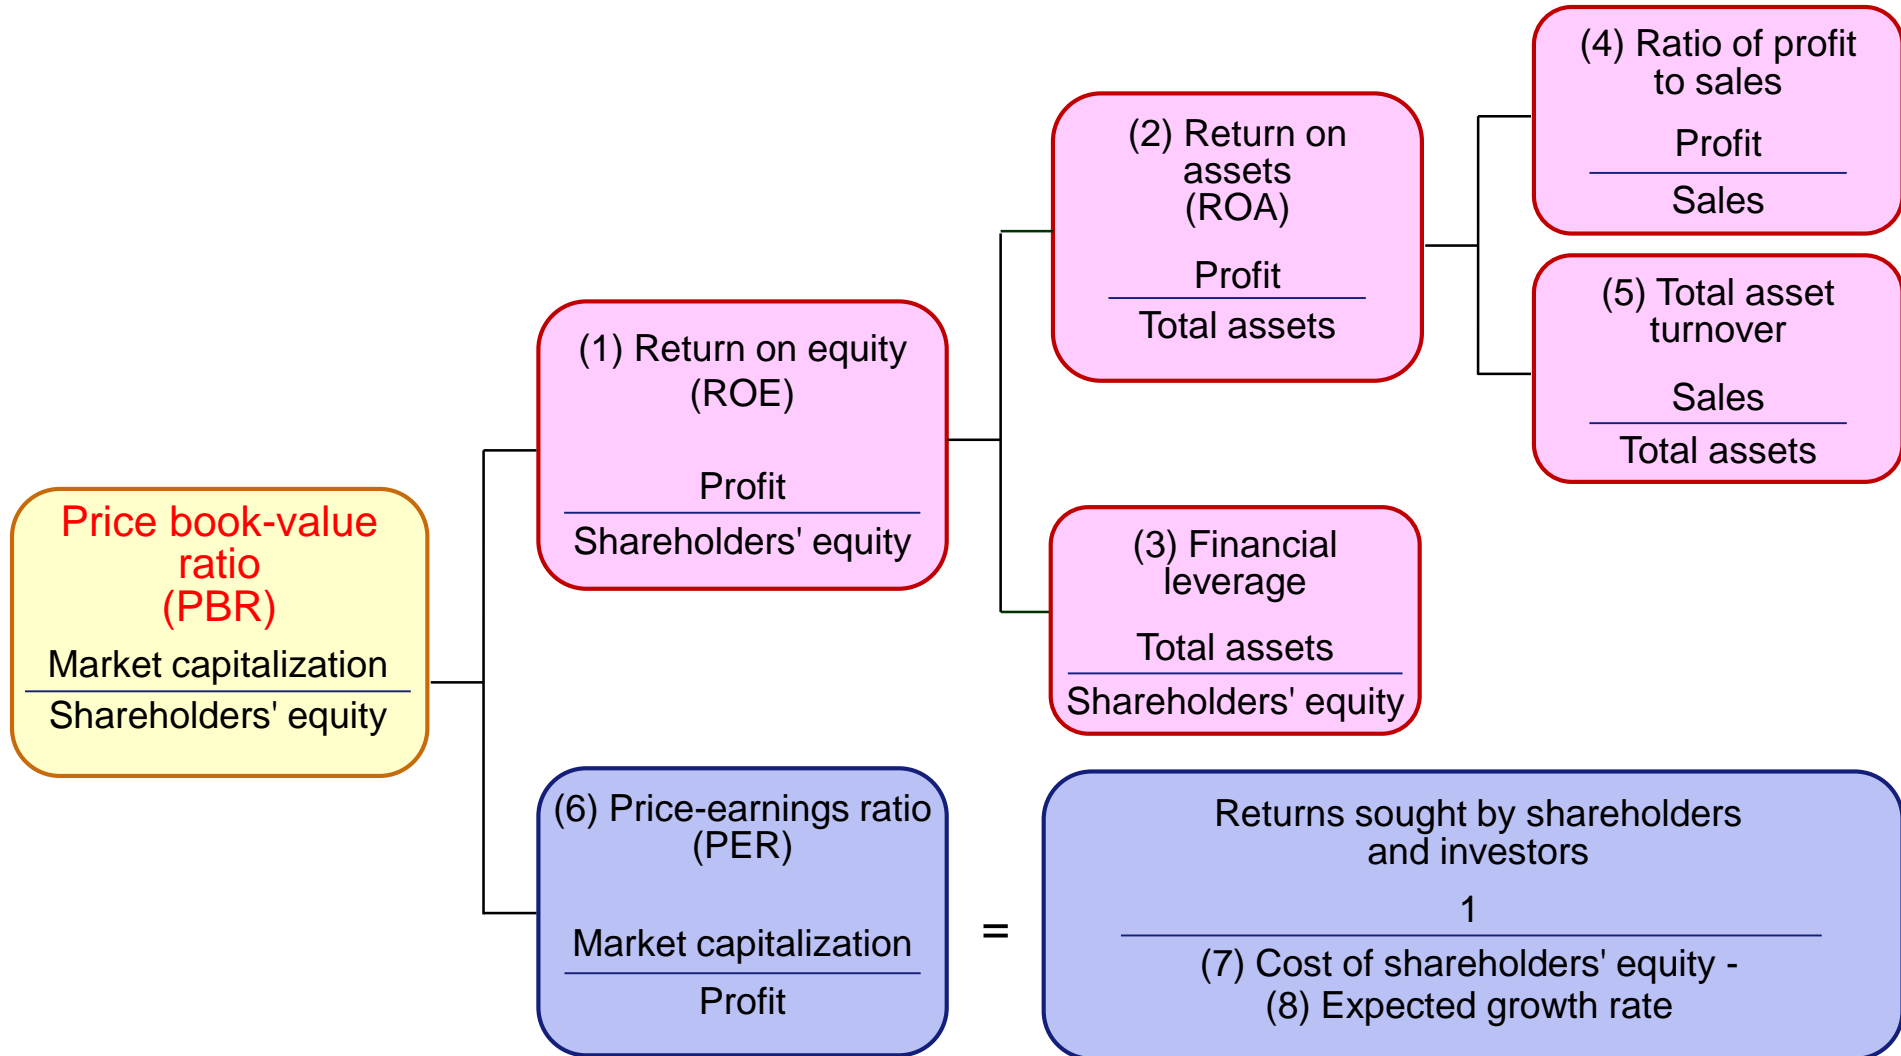 Price book-value
ratio
(PBR)
Market capitalization
Shareholders' equity
(1) Return on equity
(ROE)
Profit
Shareholders' equity
(2) Return on
assets
(ROA)
Profit
Total assets
(3) Financial
leverage
Total assets
Shareholders' equity
(4) Ratio of profit
to sales
Profit
Sales
(5) Total asset
turnover
Sales
Total assets
(6) Price-earnings ratio
(PER)
Market capitalization
Profit
=
Returns sought by shareholders
and investors
1
(7) Cost of shareholders' equity -
(8) Expected growth rate